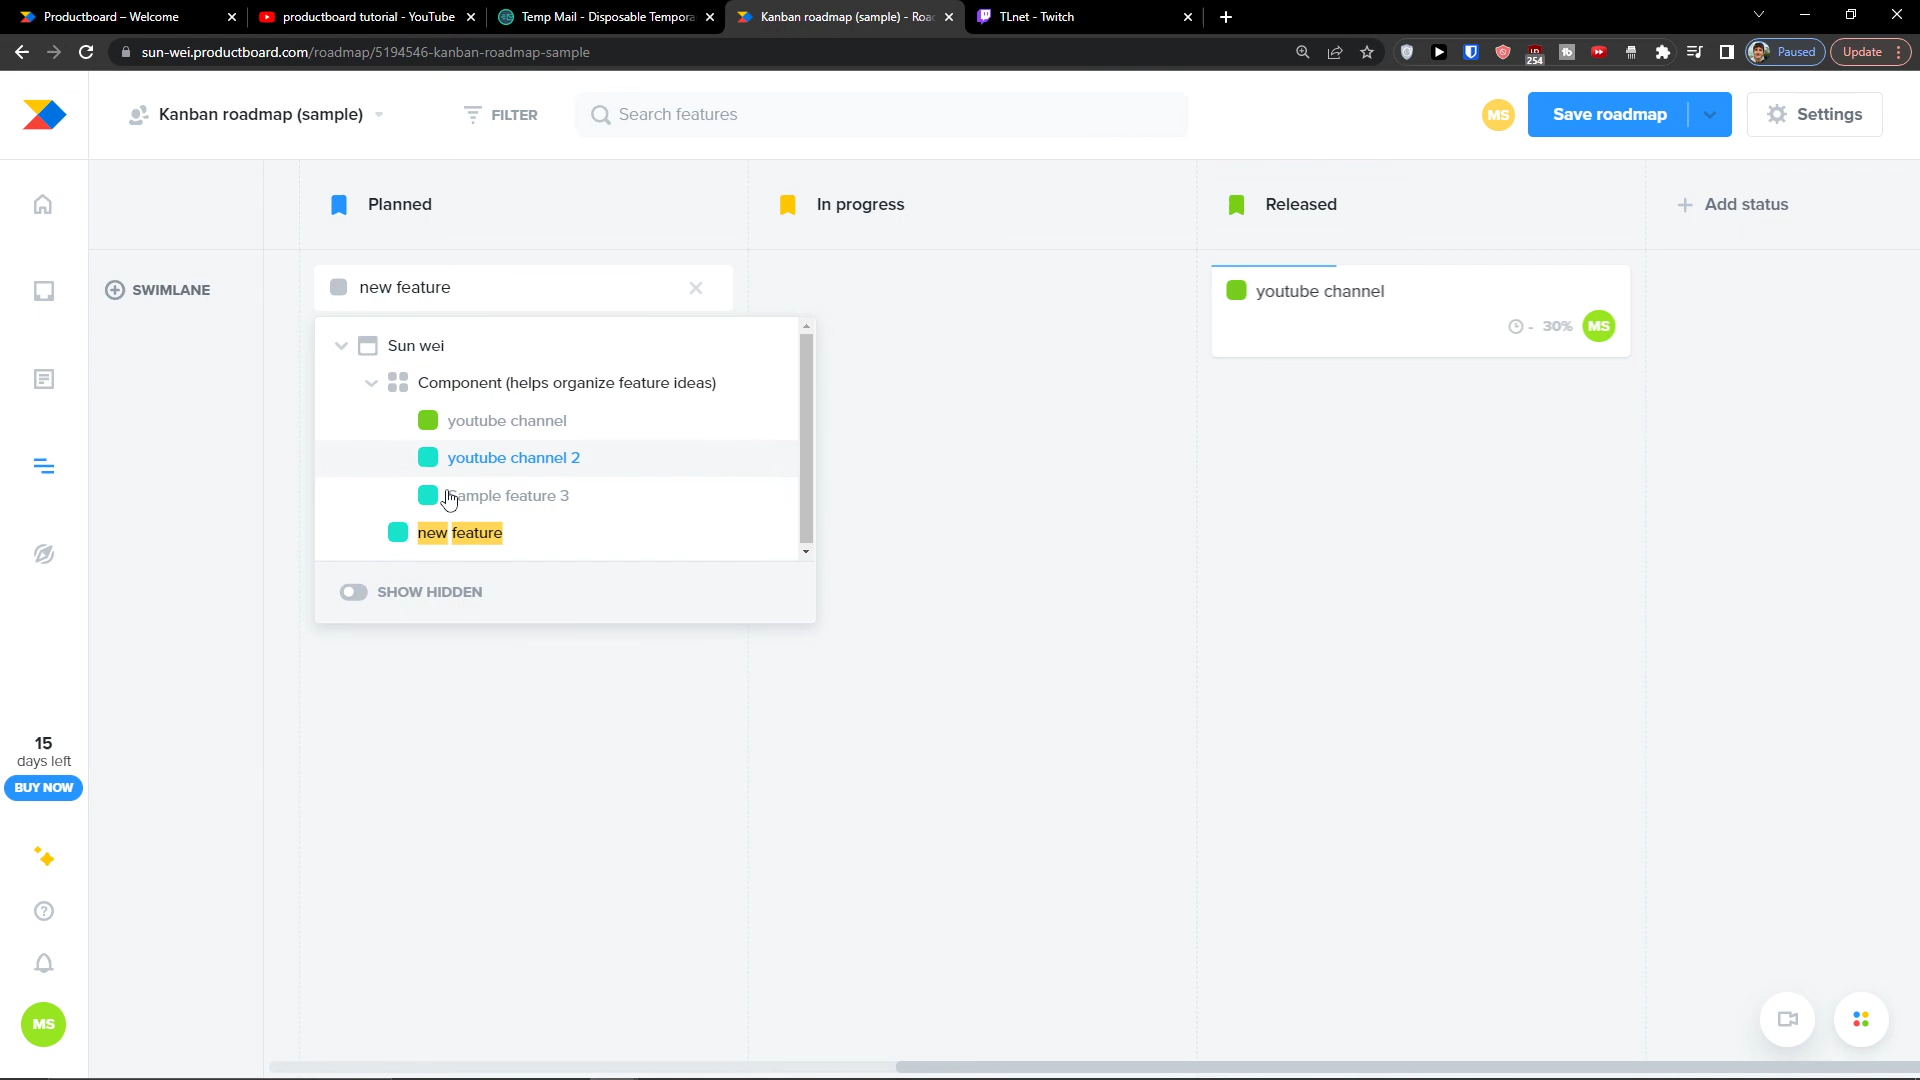 Productboard – Welcome
productboard tutorial - YouTube
Temp Mail - Disposable Tempora
Kanban roadmap (sample) - Roa
TLnet - Twitch
sun-wei.productboard.com/roadmap/5194546-kanban-roadmap-sample
254
Paused
Update
Kanban roadmap (sample)
FILTER
Search features
MS
Save roadmap
Settings
Planned
In progress
Released
Add status
SWIMLANE
new feature
youtube channel
- 30% MS
Sun wei
Component (helps organize feature ideas)
youtube channel
youtube channel 2
Sample feature 3
new feature
SHOW HIDDEN
15
days left
BUY NOW
MS